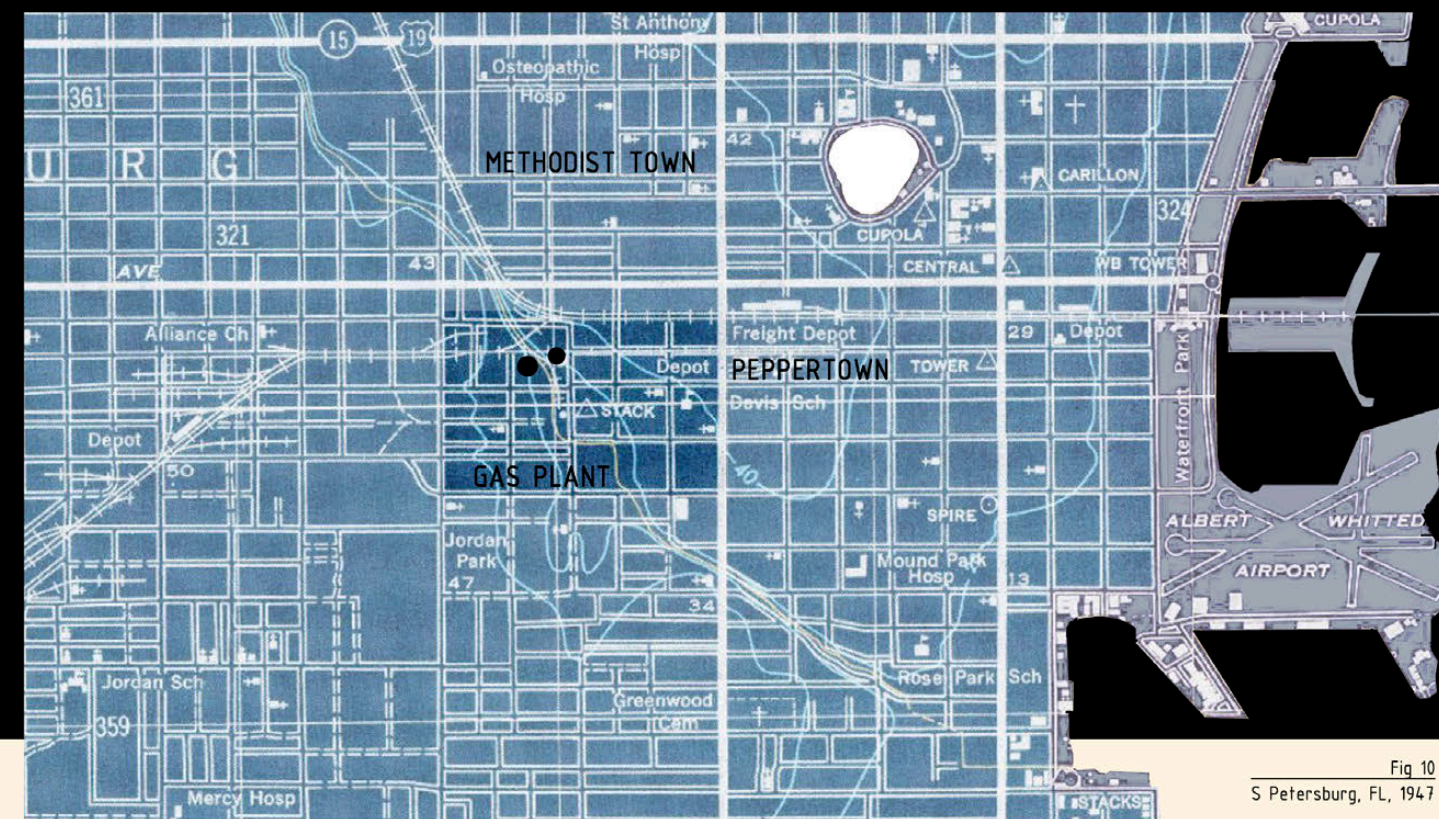 CUPOLA
St Anthony
Hosp
15
19
Osteopathic
Hosp
361
42
METHODIST TOWN
U R G
CARILLON
324
321
CUPOLA
5
AVE
43
CENTRAL
WB TOWER
Alliance Ch
Freight Depot
29
Depot
Depot
PEPPERTOWN
TOWER
Davis Sch
STACK
Waterfront Park
Depot
50
GAS PLANT
40
SPIRE
ALBERT WHITTED
AIRPORT
Jordan
Park
47
Mound Park
Hosp
13
34
Jordan Sch
Rose Park Sch
Greenwood
Cem
359
Mercy Hosp
STACKS
Fig 10
S Petersburg, FL, 1947